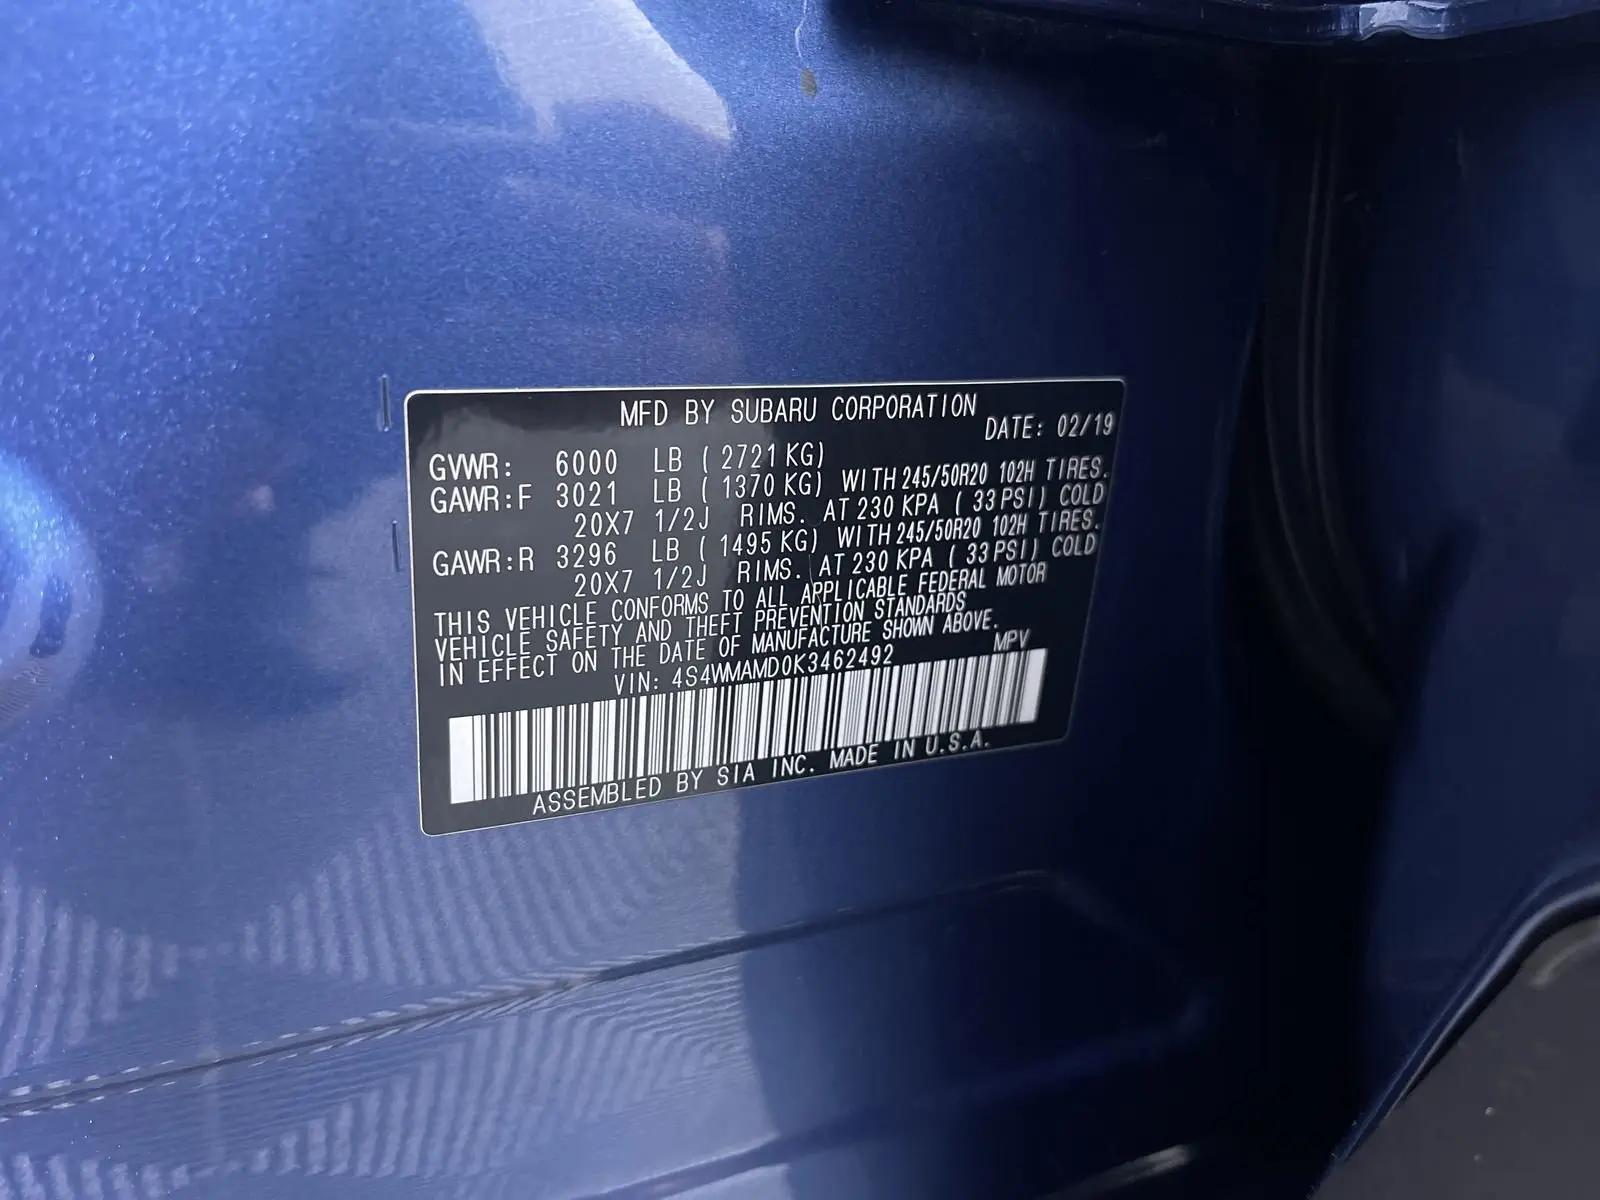 MFD BY SUBARU CORPORATION
DATE: 02/19
GVWR: 6000 LB ( 2721 KG)
GAWR:F 3021 LB ( 1370 KG) WITH 245/50R20 102H TIRES.
20X7 1/2J RIMS. AT 230 KPA ( 33 PSI) COLD
GAWR:R 3296 LB ( 1495 KG) WITH 245/50R20 102H TIRES.
20X7 1/2J RIMS. AT 230 KPA ( 33 PSI) COLD
THIS VEHICLE CONFORMS TO ALL APPLICABLE FEDERAL MOTOR
VEHICLE SAFETY AND THEFT PREVENTION STANDARDS
IN EFFECT ON THE DATE OF MANUFACTURE SHOWN ABOVE.
VIN: 4S4WMAMD0K3462492 MPV
ASSEMBLED BY SIA INC. MADE IN U.S.A.